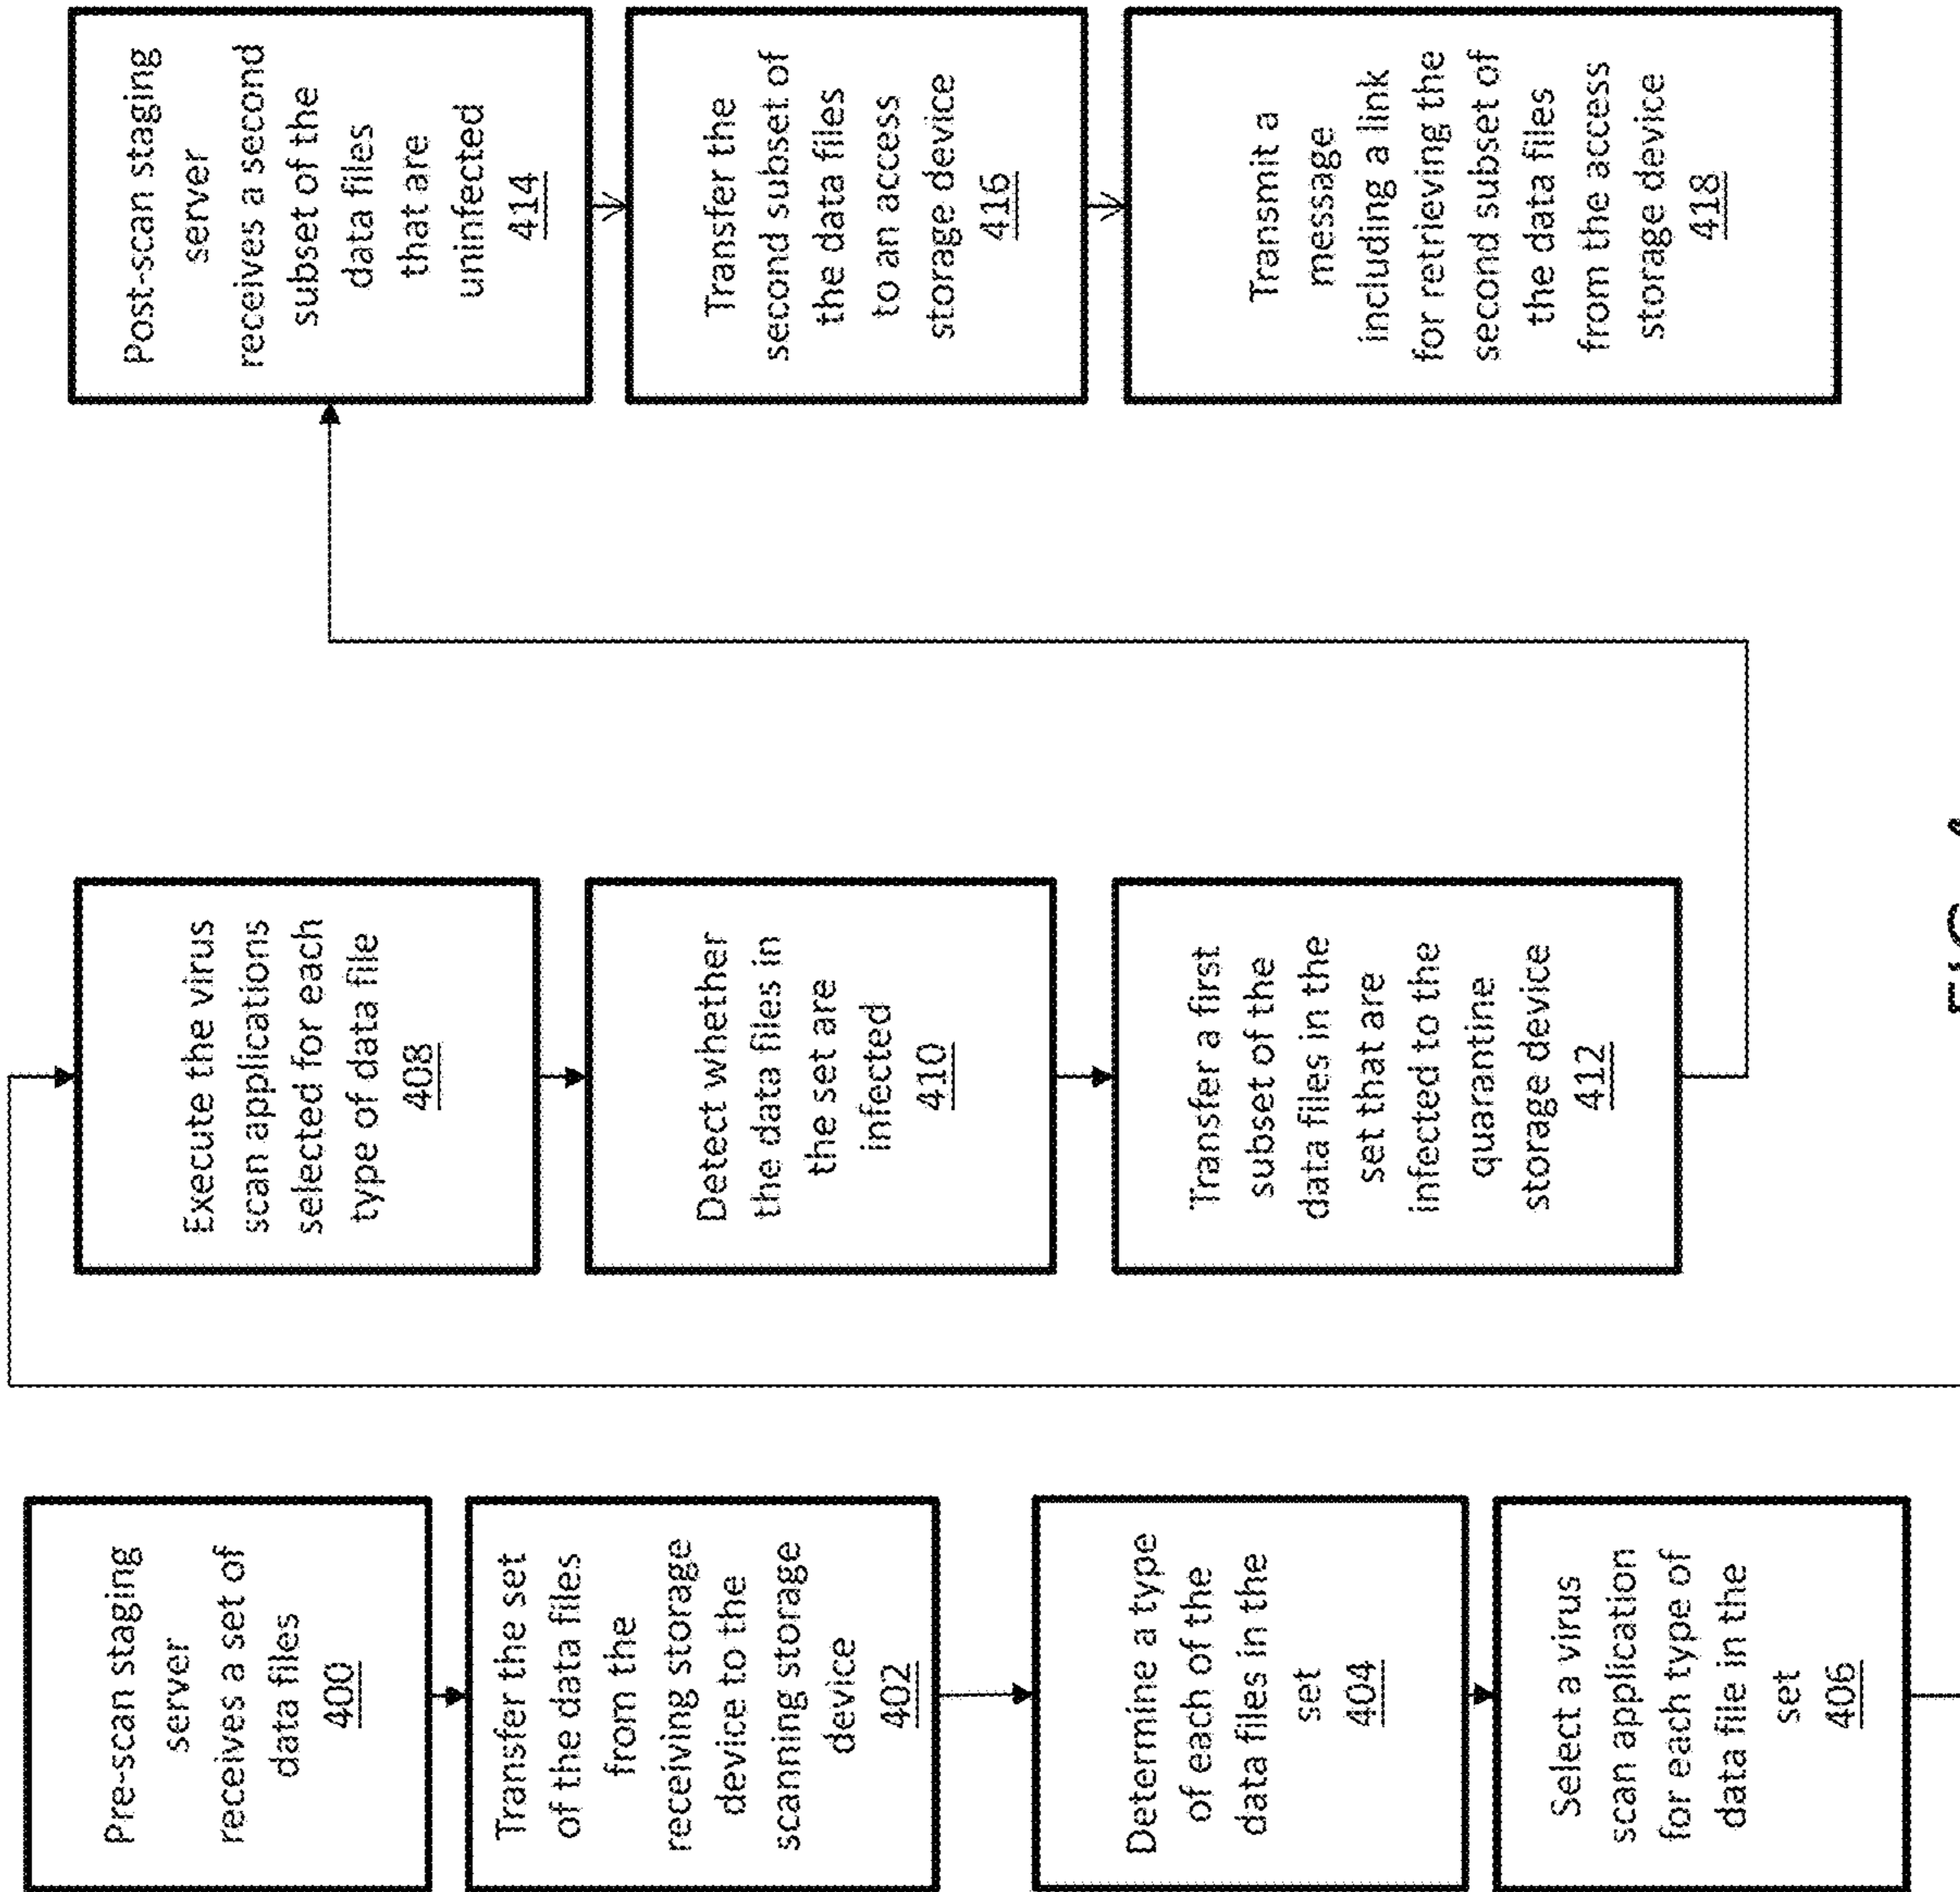 Pre-scan staging
server
receives a set of
data files
400
Transfer the set
of the data files
from the
receiving storage
device to the
scanning storage
device
402
Determine a type
of each of the
data files in the
set
404
Select a virus
scan application
for each type of
data file in the
set
406
Execute the virus
scan applications
selected for each
type of data file
408
Detect whether
the data files in
the set are
infected
410
Transfer a first
subset of the
data files in the
set that are
infected to the
quarantine
storage device
412
Post-scan staging
server
receives a second
subset of the
data files
that are
uninfected
414
Transfer the
second subset of
the data files
to an access
storage device
416
Transmit a
message
including a link
for retrieving the
second subset of
the data files
from the access
storage device
418